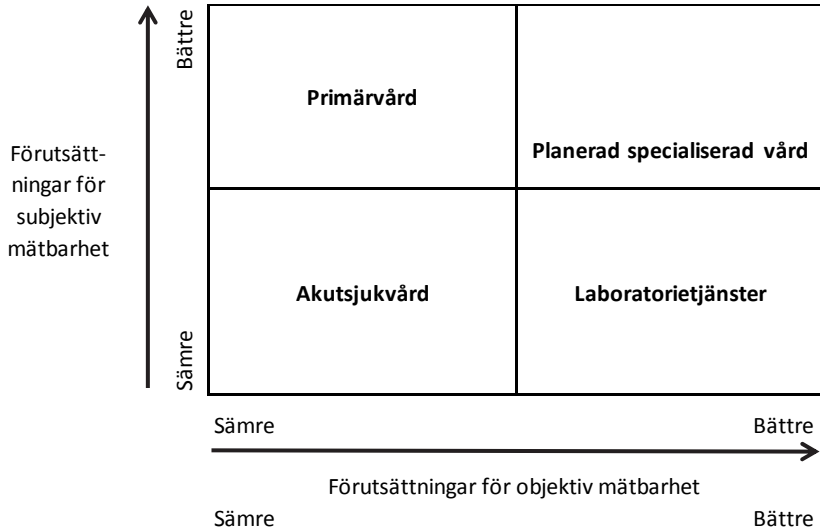 Bättre
Primärvård
Planerad specialiserad vård
Förutsätt-
ningar för
subjektiv
mätbarhet
Akutsjukvård
Laboratorietjänster
Sämre
Sämre
Bättre
Förutsättningar för objektiv mätbarhet
Sämre
Bättre